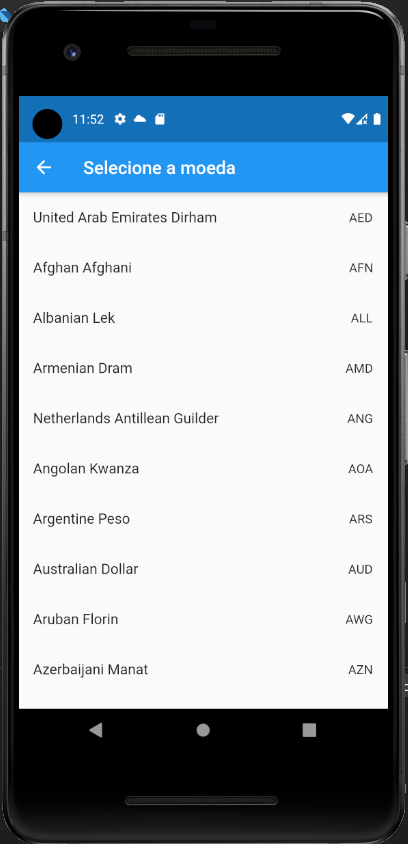 11:52
Selecione a moeda
United Arab Emirates Dirham AED
Afghan Afghani AFN
Albanian Lek ALL
Armenian Dram AMD
Netherlands Antillean Guilder ANG
Angolan Kwanza AOA
Argentine Peso ARS
Australian Dollar AUD
Aruban Florin AWG
Azerbaijani Manat AZN